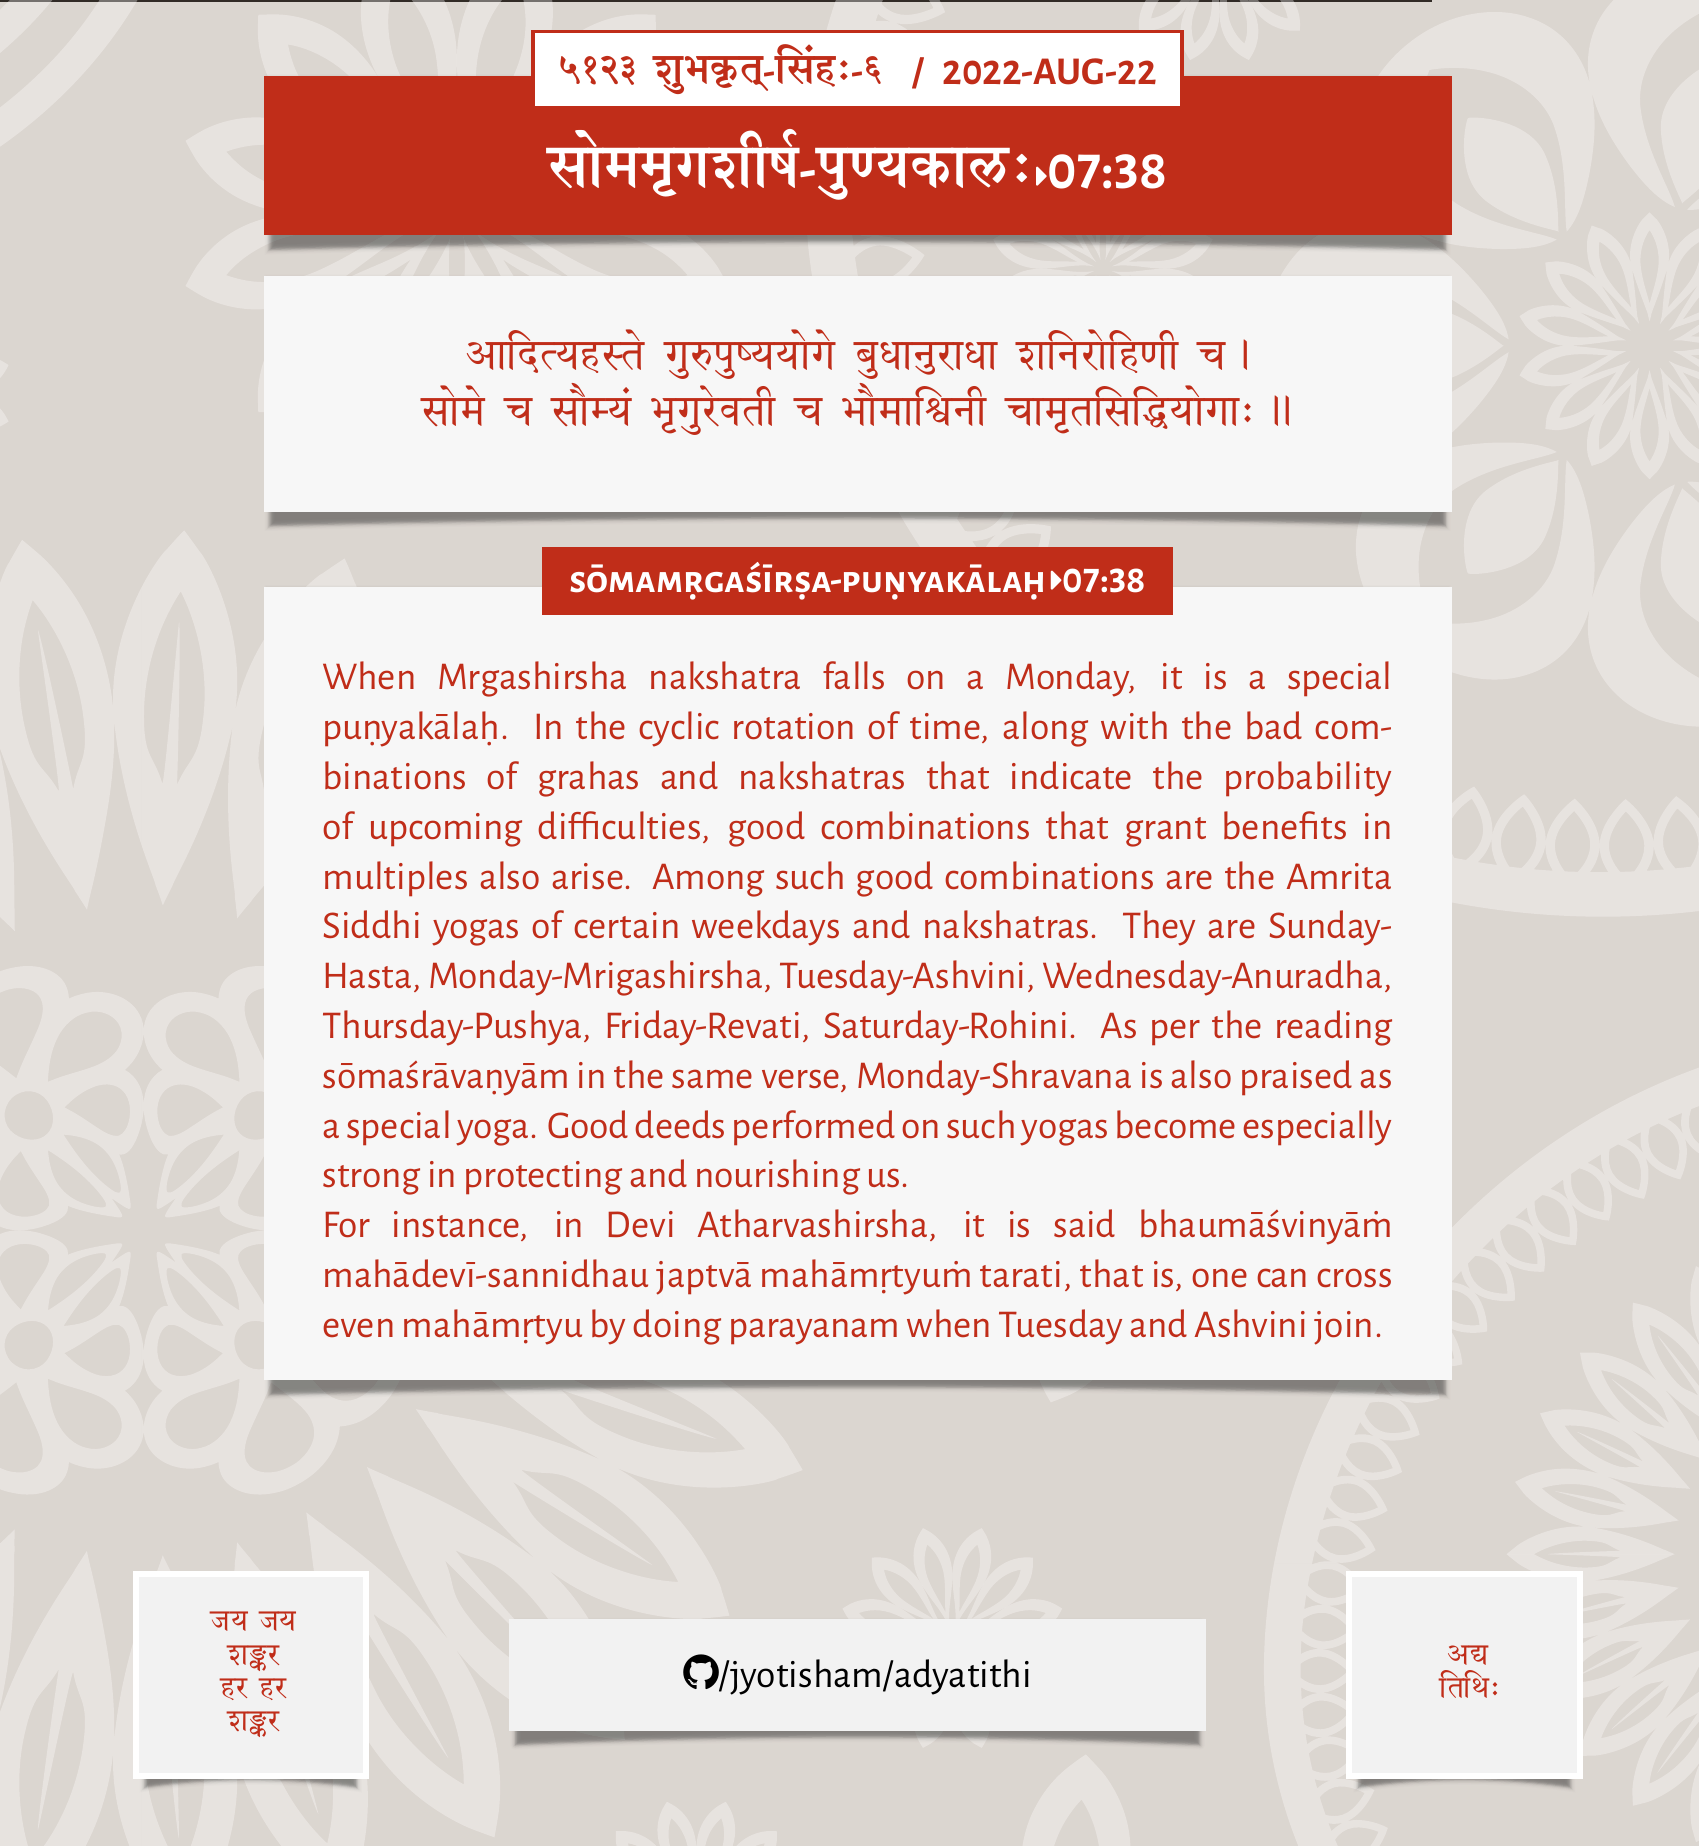 ५१२३ शुभकृत्-सिंहः-६ / 2022-AUG-22
सोममृगशीर्ष-पुण्यकालः▸07:38
आदित्यहस्ते गुरुपुष्ययोगे बुधानुराधा शनिरोहिणी च।
सोमे च सौम्यं भृगुरेवती च भौमाश्विनी चामृतसिद्धियोगाः॥
SŌMAMṚGAŚĪRṢA-PUṆYAKĀLAḤ▸07:38
When Mrgashirsha nakshatra falls on a Monday, it is a special
puṇyakālaḥ. In the cyclic rotation of time, along with the bad com-
binations of grahas and nakshatras that indicate the probability
of upcoming difficulties, good combinations that grant benefits in
multiples also arise. Among such good combinations are the Amrita
Siddhi yogas of certain weekdays and nakshatras. They are Sunday-
Hasta, Monday-Mrigashirsha, Tuesday-Ashvini, Wednesday-Anuradha,
Thursday-Pushya, Friday-Revati, Saturday-Rohini. As per the reading
sōmaśrāvaṇyām in the same verse, Monday-Shravana is also praised as
a special yoga. Good deeds performed on such yogas become especially
strong in protecting and nourishing us.
For instance, in Devi Atharvashirsha, it is said bhaumāśvinyāṁ
mahādevī-sannidhau japtvā mahāmṛtyuṁ tarati, that is, one can cross
even mahāmṛtyu by doing parayanam when Tuesday and Ashvini join.
जय जय
शङ्कर
हर हर
शङ्कर
/jyotisham/adyatithi
अद्य
तिथिः